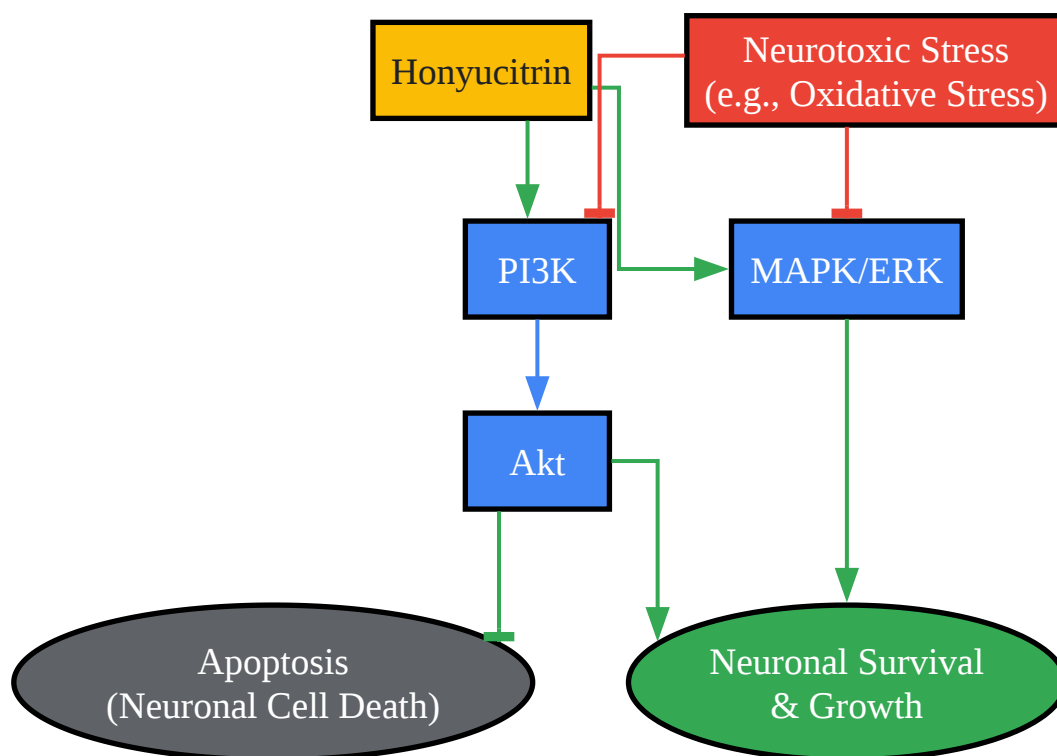 Honyucitrin
Neurotoxic Stress
(e.g., Oxidative Stress)
PI3K
MAPK/ERK
Akt
Apoptosis
(Neuronal Cell Death)
Neuronal Survival
& Growth